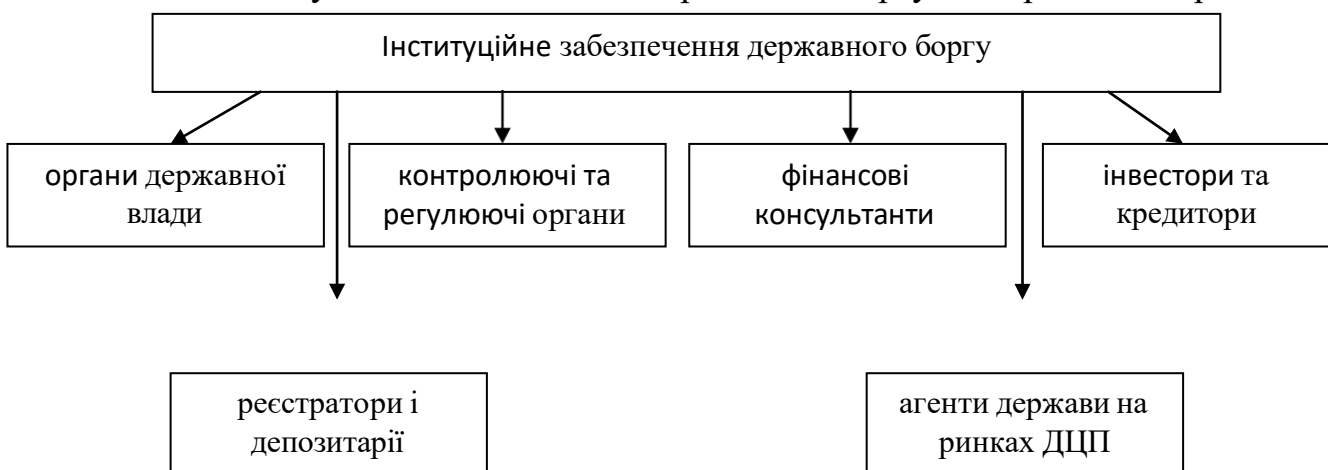 Інституційне забезпечення державного боргу
органи державної
влади
контролюючі та
регулюючі органи
фінансові
консультанти
інвестори та
кредитори
реєстратори і
депозитарії
агенти держави на
ринках ДЦП